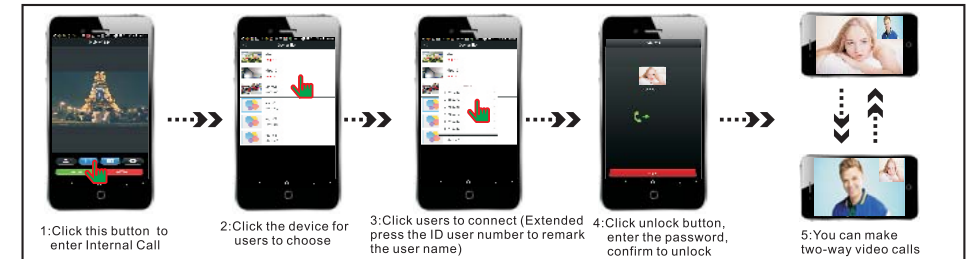 1:Click this button to
enter Internal Call
2:Click the device for
users to choose
3:Click users to connect (Extended
press the ID user number to remark
the user name)
4:Click unlock button,
enter the password,
confirm to unlock
5:You can make
two-way video calls